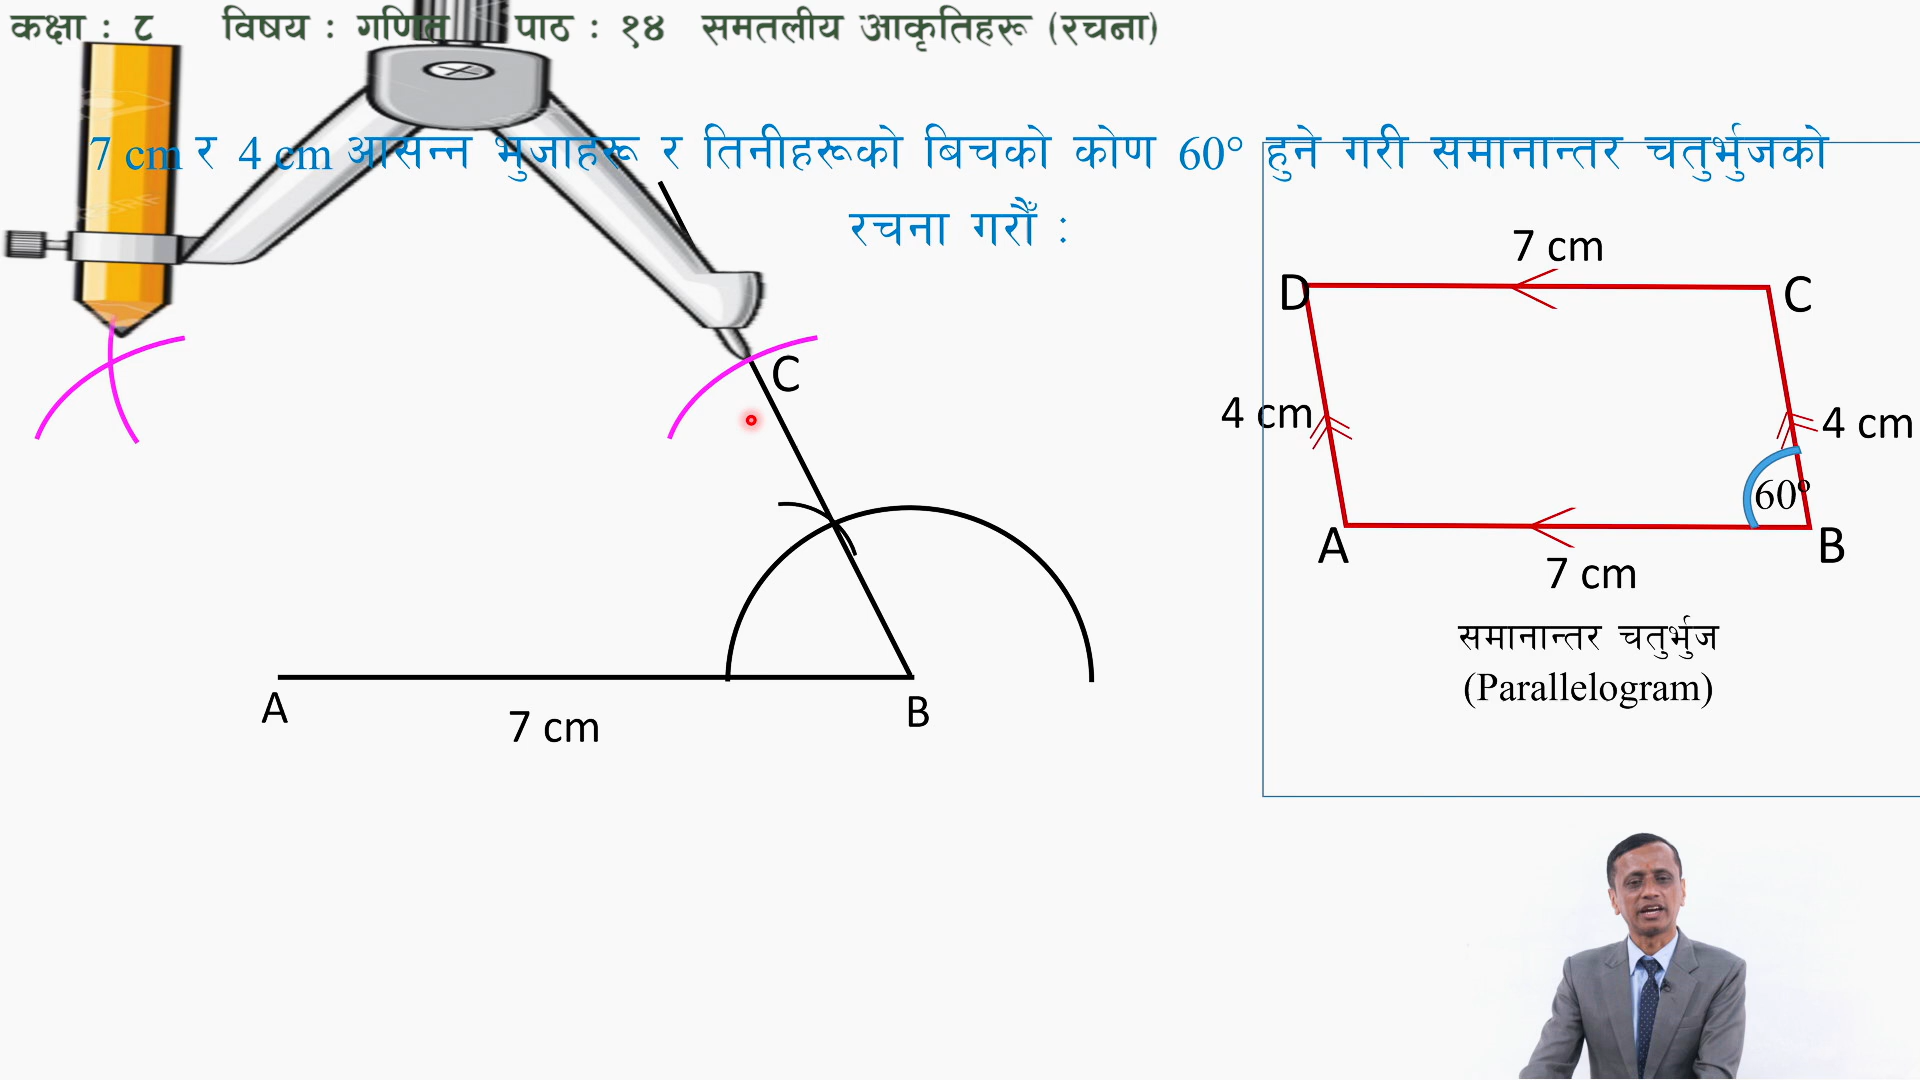 कक्षा : ८ विषय : गणित पाठ : १४ समतलीय आकृतिहरू (रचना)
7 cm र 4 cm आसन्न भुजाहरू र तिनीहरूको बिचको कोण 60° हुने गरी समानान्तर चतुर्भुजको
रचना गरौँ :
7 cm
D
C
C
4 cm
4 cm
60°
A
B
7 cm
समानान्तर चतुर्भुज
(Parallelogram)
A
B
7 cm